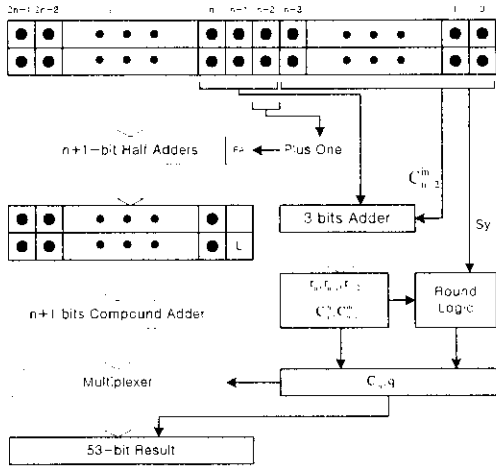 2n-1 2n-2 n n-1 n-2 n-3 1 0
n+1-bit Half Adders
FA
Plus One
3 bits Adder
Sy
L
n+1 bits Compound Adder
Round
Logic
Multiplexer
53-bit Result